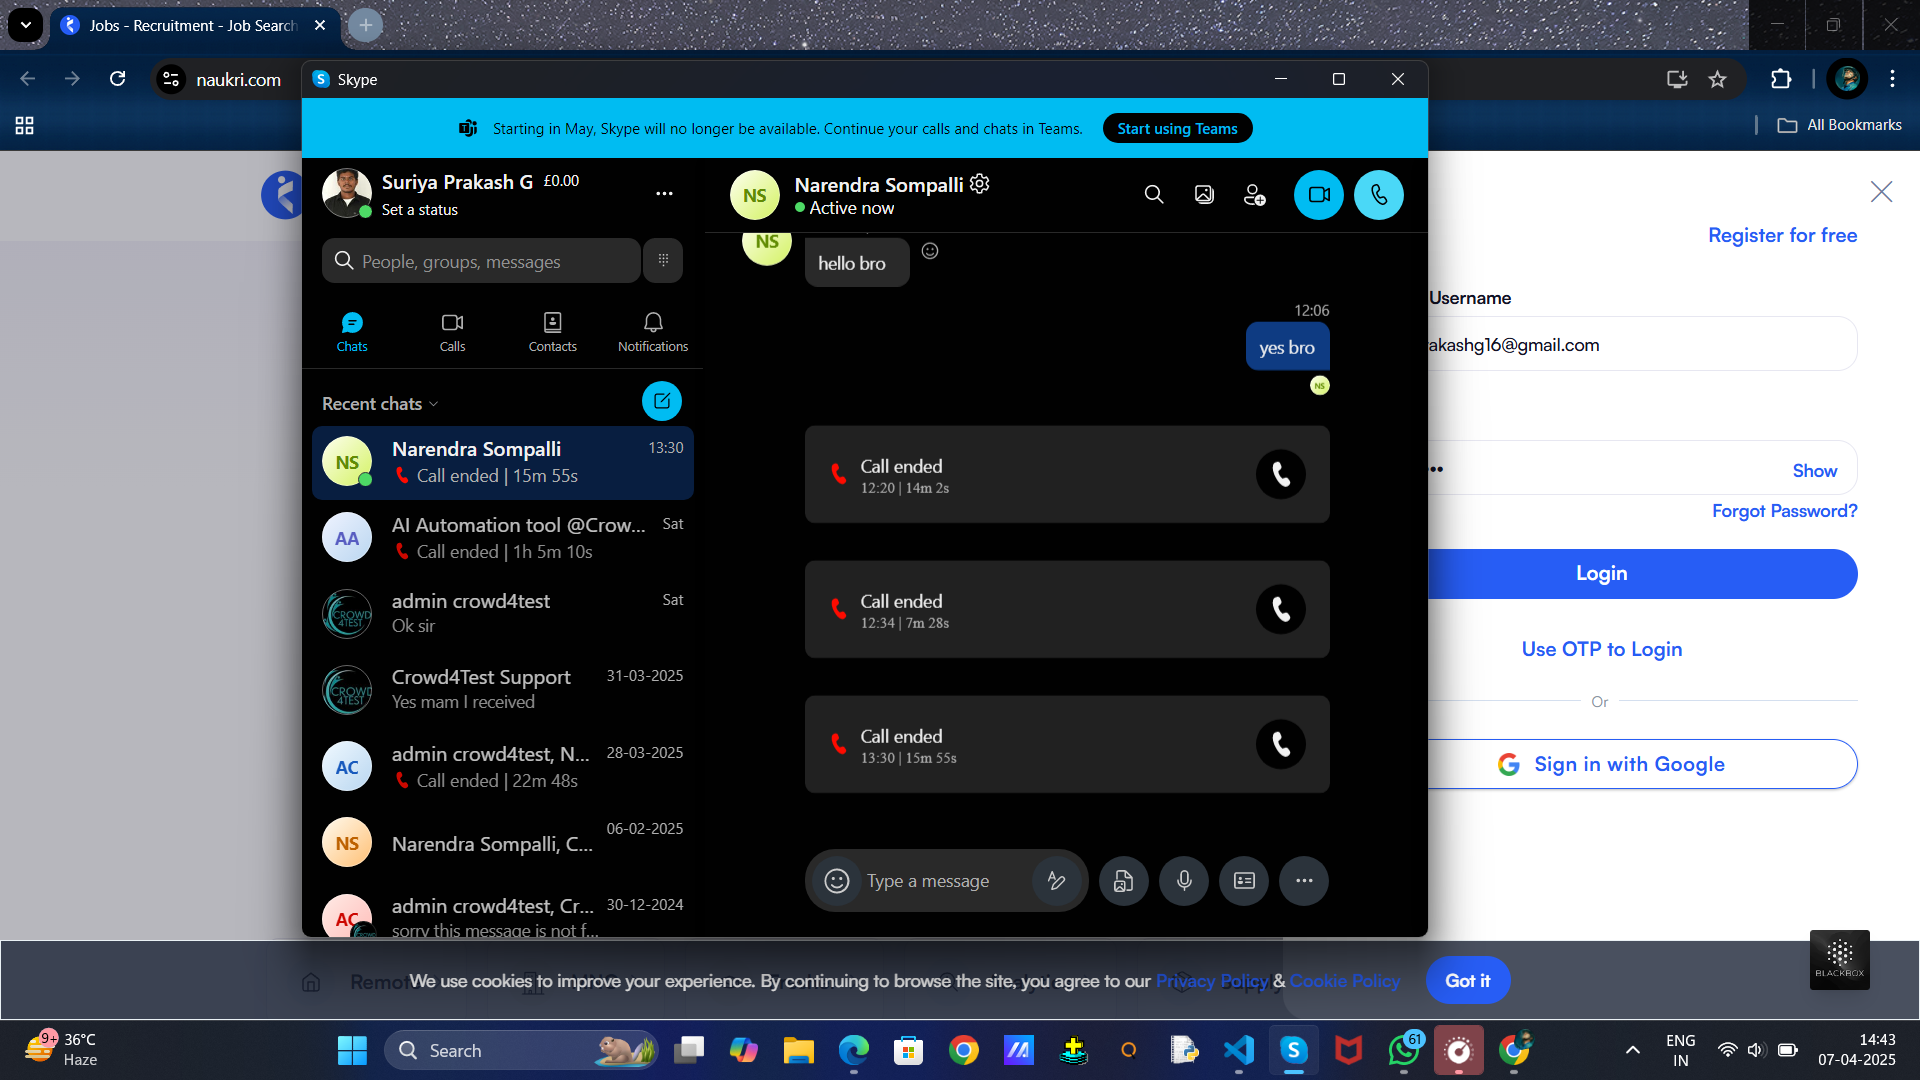 Jobs - Recruitment - Job Search
naukri.com
All Bookmarks
Skype
Starting in May, Skype will no longer be available. Continue your calls and chats in Teams.
Start using Teams
Suriya Prakash G £0.00
Set a status
People, groups, messages
Chats
Calls
Contacts
Notifications
Recent chats
NS
Narendra Sompalli 13:30
Call ended | 15m 55s
AA
AI Automation tool @Crow... Sat
Call ended | 1h 5m 10s
CROWD
4TEST
admin crowd4test Sat
Ok sir
CROWD
4TEST
Crowd4Test Support 31-03-2025
Yes mam I received
AC
admin crowd4test, N... 28-03-2025
Call ended | 22m 48s
NS
Narendra Sompalli, C... 06-02-2025
AC
admin crowd4test, Cr... 30-12-2024
sorry this message is not f...
NS
Narendra Sompalli
Active now
NS
hello bro
12:06
yes bro
NS
Call ended
12:20 | 14m 2s
Call ended
12:34 | 7m 28s
Call ended
13:30 | 15m 55s
Type a message
Register for free
Username
akashg16@gmail.com
Show
Forgot Password?
Login
Use OTP to Login
Or
Sign in with Google
BLACKBOX
We use cookies to improve your experience. By continuing to browse the site, you agree to our Privacy Policy & Cookie Policy
Got it
9+
36°C
Haze
Search
61
ENG
IN
14:43
07-04-2025